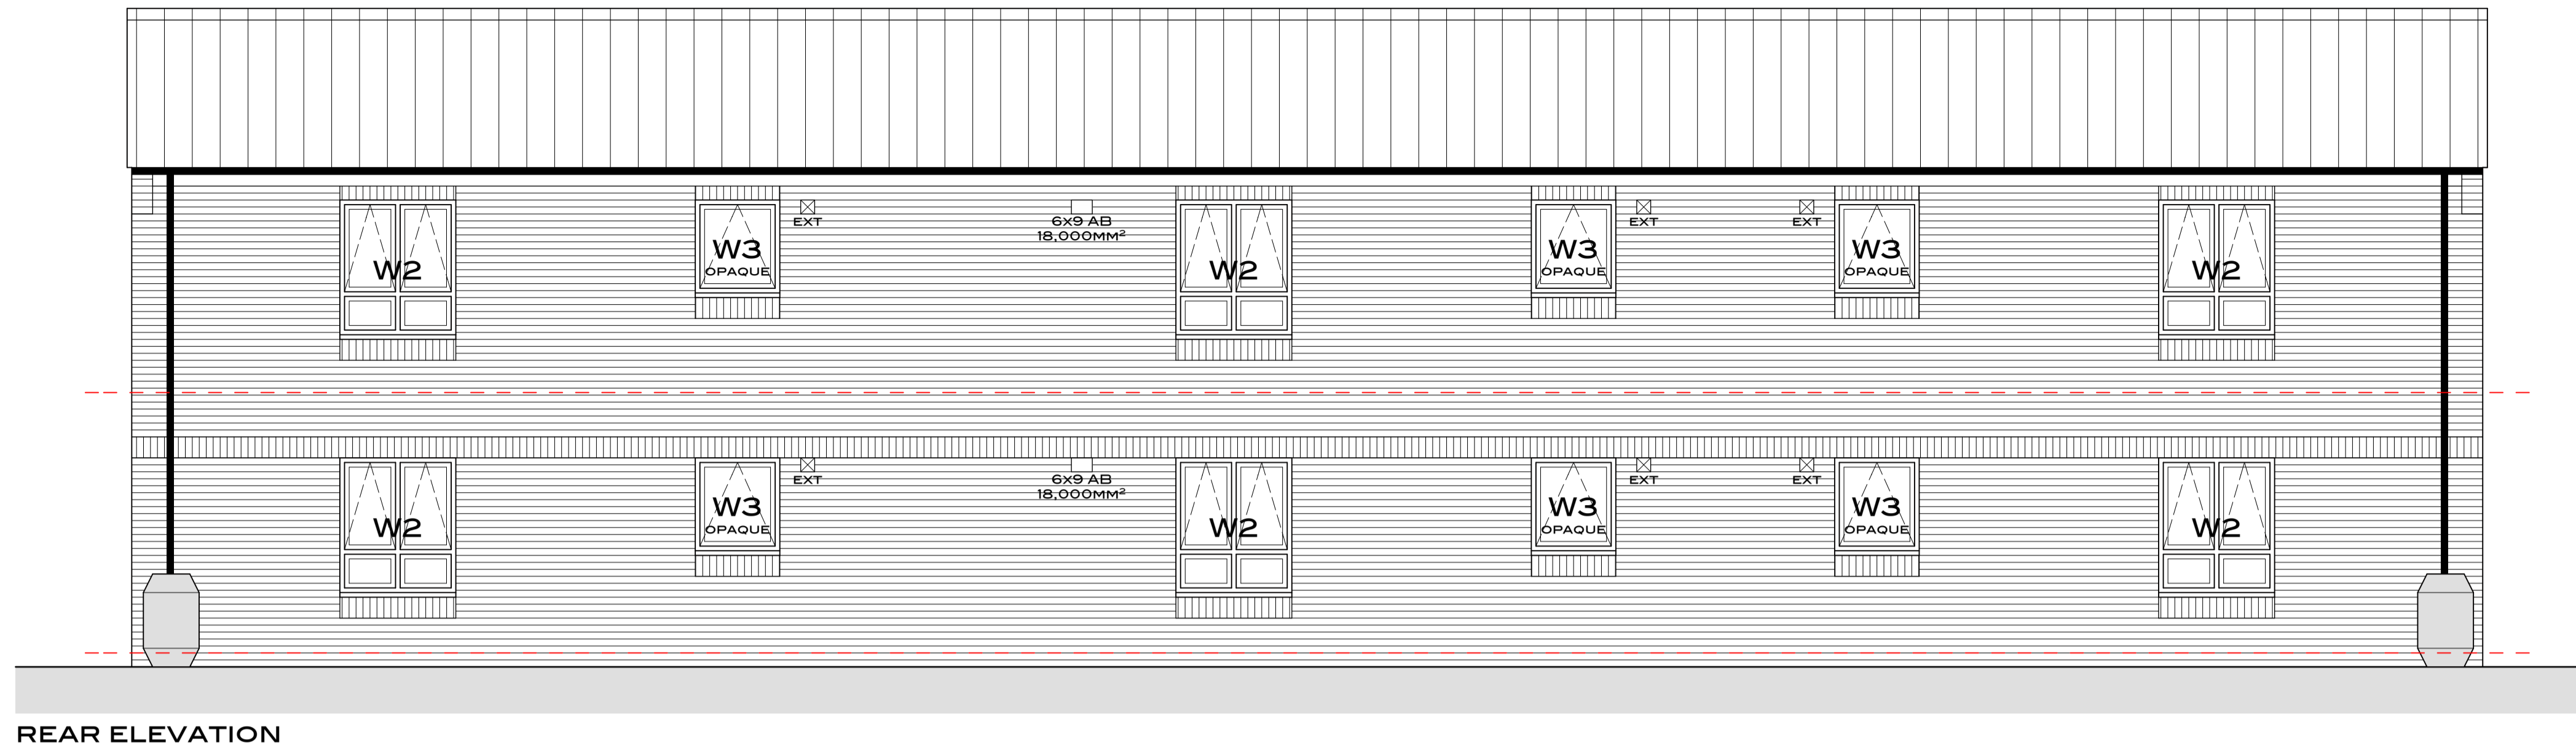 EXT
6x9 AB
18,000MM²
EXT
EXT
W3
OPAQUE
W3
OPAQUE
W3
OPAQUE
W2
W2
W2
EXT
6x9 AB
18,000MM²
EXT
EXT
W3
OPAQUE
W3
OPAQUE
W3
OPAQUE
W2
W2
W2
REAR ELEVATION